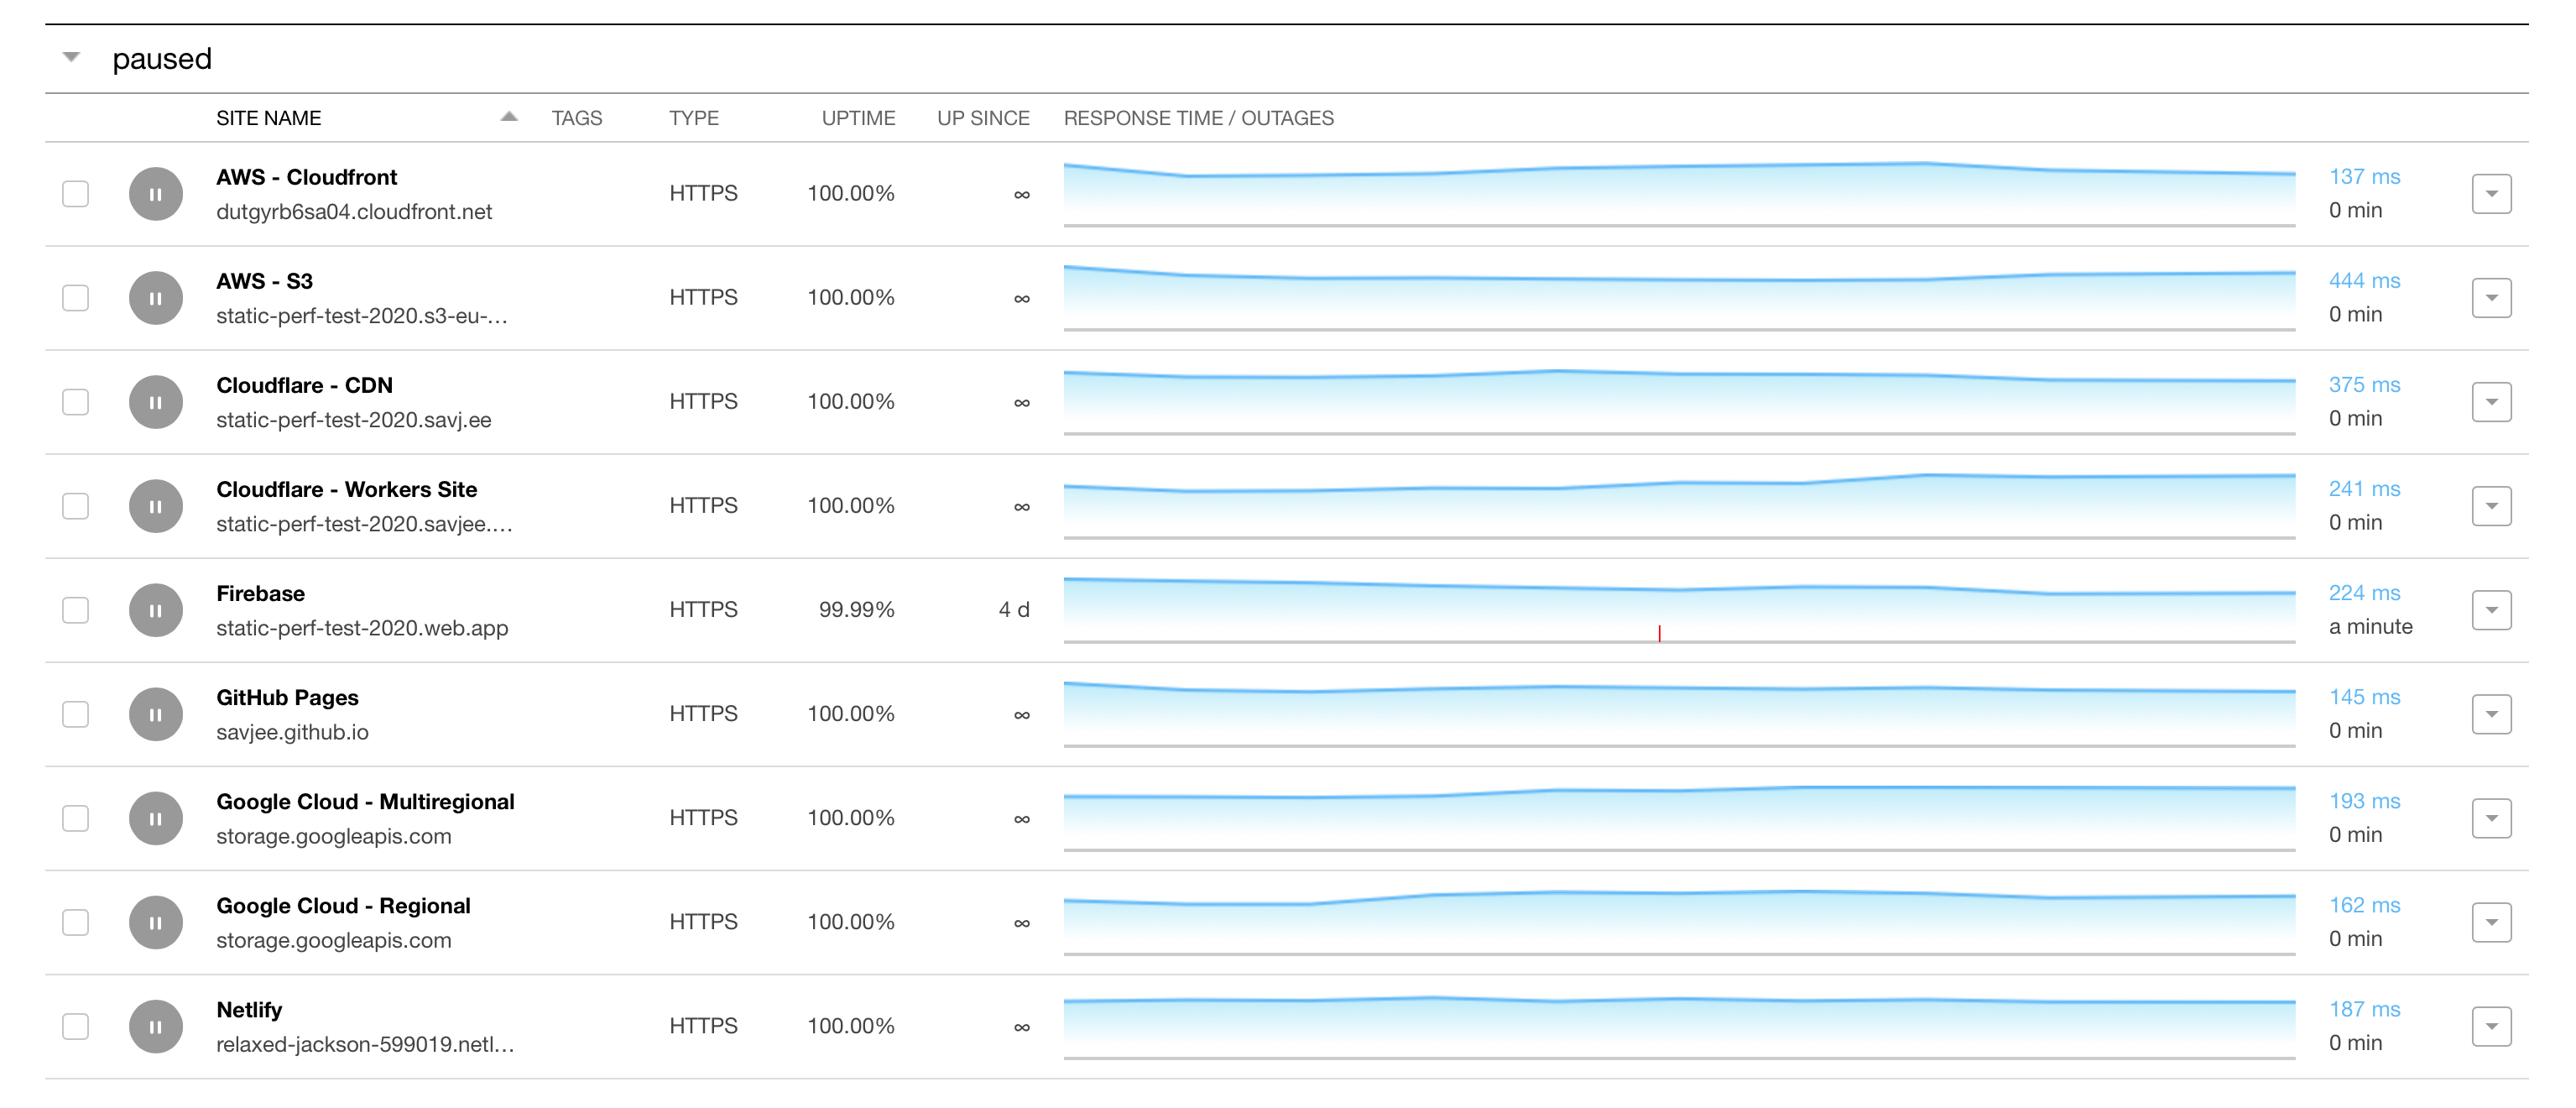 paused
SITE NAME TAGS TYPE UPTIME UP SINCE RESPONSE TIME / OUTAGES
AWS - Cloudfront
dutgyrb6sa04.cloudfront.net
HTTPS 100.00% ∞
137 ms
0 min
AWS - S3
static-perf-test-2020.s3-eu-...
HTTPS 100.00% ∞
444 ms
0 min
Cloudflare - CDN
static-perf-test-2020.savj.ee
HTTPS 100.00% ∞
375 ms
0 min
Cloudflare - Workers Site
static-perf-test-2020.savjee....
HTTPS 100.00% ∞
241 ms
0 min
Firebase
static-perf-test-2020.web.app
HTTPS 99.99% 4 d
224 ms
a minute
GitHub Pages
savjee.github.io
HTTPS 100.00% ∞
145 ms
0 min
Google Cloud - Multiregional
storage.googleapis.com
HTTPS 100.00% ∞
193 ms
0 min
Google Cloud - Regional
storage.googleapis.com
HTTPS 100.00% ∞
162 ms
0 min
Netlify
relaxed-jackson-599019.netl...
HTTPS 100.00% ∞
187 ms
0 min